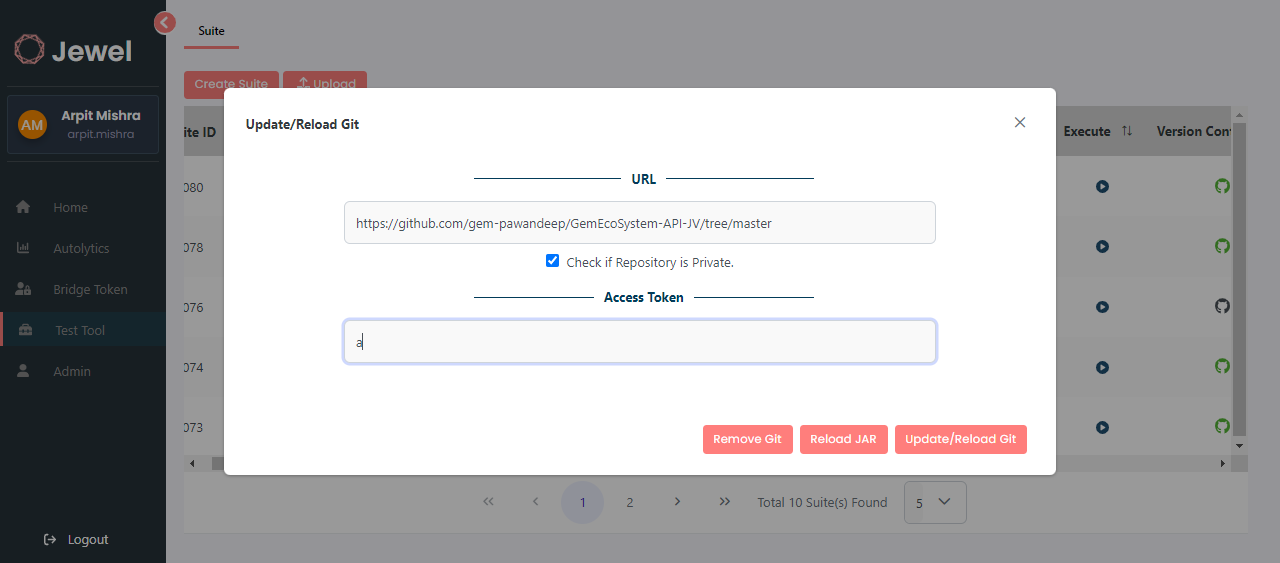 Jewel
AM
Arpit Mishra
arpit.mishra
Home
Autolytics
Bridge Token
Test Tool
Admin
Logout
Suite
Create Suite
Upload
ite ID
Execute
Version Con
080
078
076
074
073
Update/Reload Git
URL
https://github.com/gem-pawandeep/GemEcoSystem-API-JV/tree/master
Check if Repository is Private.
Access Token
a
Remove Git
Reload JAR
Update/Reload Git
1
2
Total 10 Suite(s) Found
5